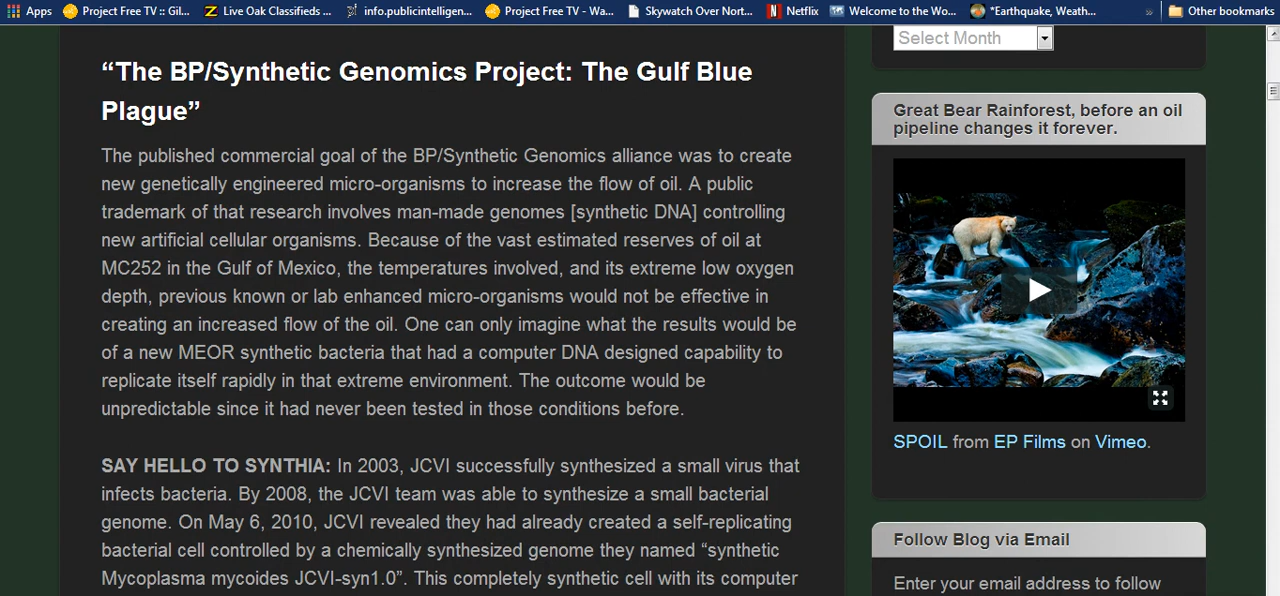 Apps Project Free TV :: Gil... Live Oak Classifieds ... info.publicintelligen... Project Free TV - Wa... Skywatch Over Nort... Netflix Welcome to the Wo... *Earthquake, Weath... » Other bookmarks
Select Month
“The BP/Synthetic Genomics Project: The Gulf Blue
Plague”
The published commercial goal of the BP/Synthetic Genomics alliance was to create
new genetically engineered micro-organisms to increase the flow of oil. A public
trademark of that research involves man-made genomes [synthetic DNA] controlling
new artificial cellular organisms. Because of the vast estimated reserves of oil at
MC252 in the Gulf of Mexico, the temperatures involved, and its extreme low oxygen
depth, previous known or lab enhanced micro-organisms would not be effective in
creating an increased flow of the oil. One can only imagine what the results would be
of a new MEOR synthetic bacteria that had a computer DNA designed capability to
replicate itself rapidly in that extreme environment. The outcome would be
unpredictable since it had never been tested in those conditions before.
SAY HELLO TO SYNTHIA: In 2003, JCVI successfully synthesized a small virus that
infects bacteria. By 2008, the JCVI team was able to synthesize a small bacterial
genome. On May 6, 2010, JCVI revealed they had already created a self-replicating
bacterial cell controlled by a chemically synthesized genome they named “synthetic
Mycoplasma mycoides JCVI-syn1.0”. This completely synthetic cell with its computer
Great Bear Rainforest, before an oil
pipeline changes it forever.
SPOIL from EP Films on Vimeo.
Follow Blog via Email
Enter your email address to follow